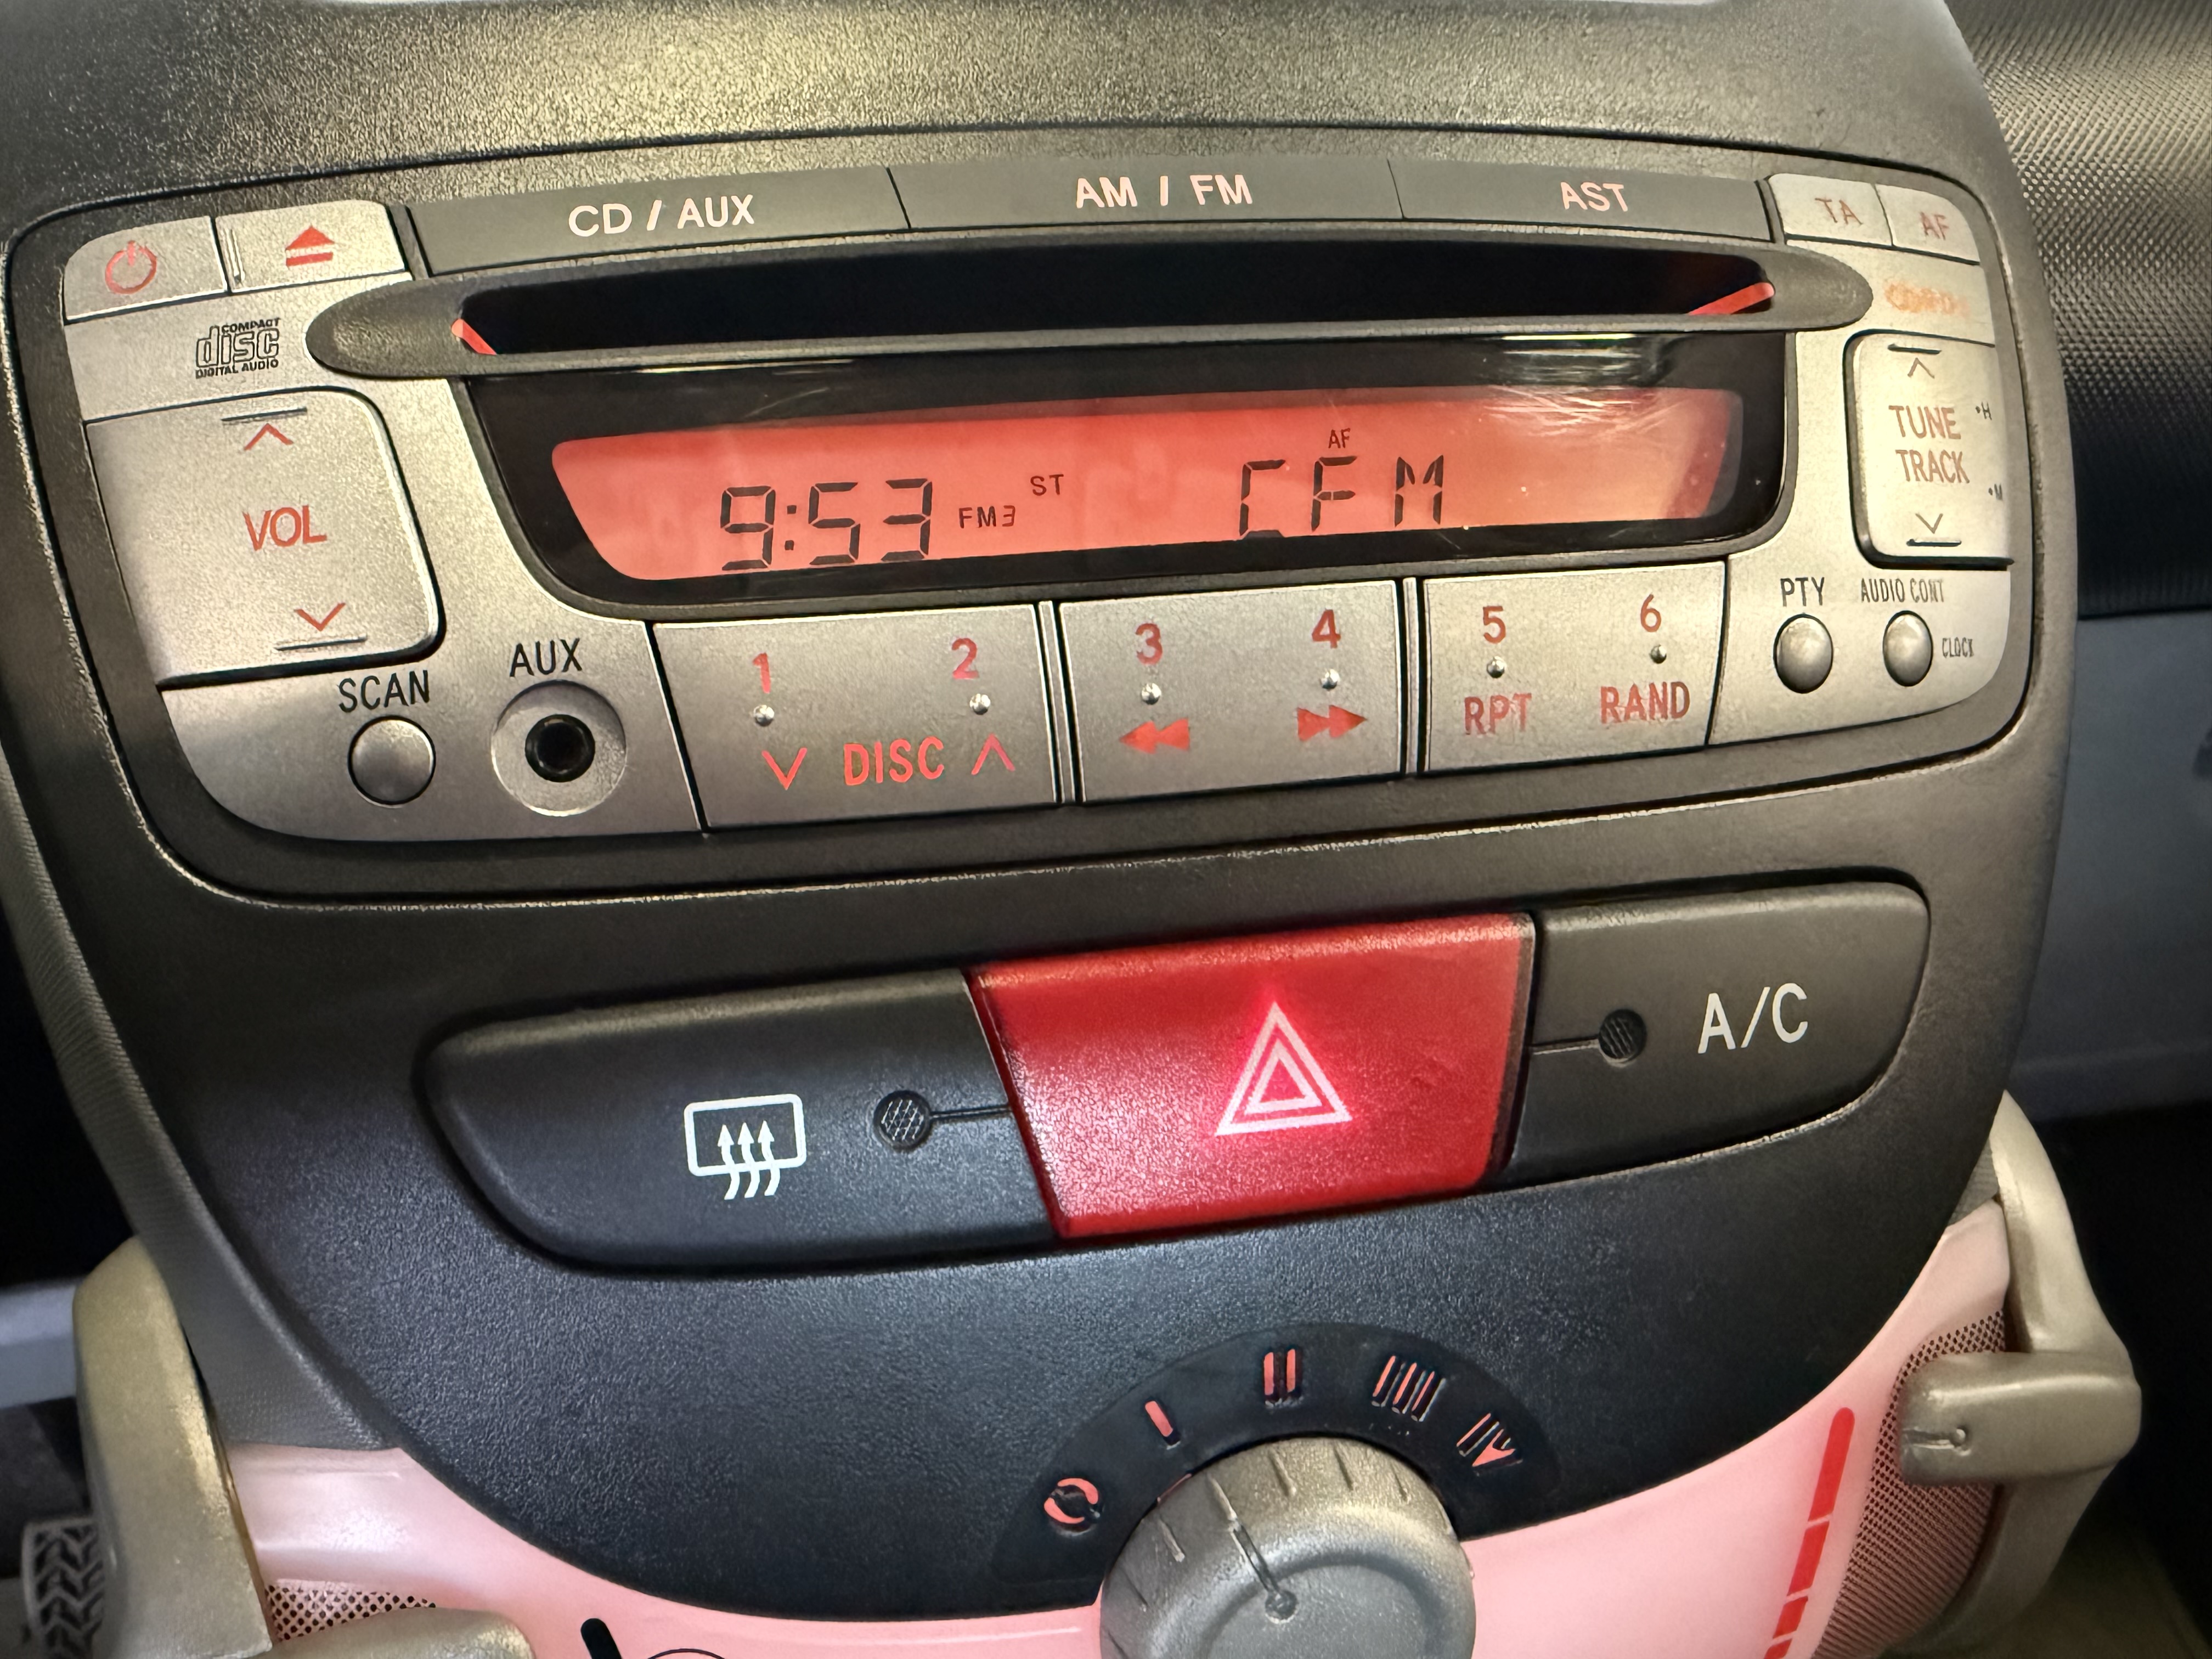 CD / AUX AM / FM AST TA AF
COMPACT
disc
DIGITAL AUDIO
AF
9:53 FM3 ST CFM
TUNE
TRACK
•H
•M
VOL
SCAN AUX
1 2 3 4 5 6
DISC RPT RAND
PTY AUDIO CONT
CLOCK
A/C